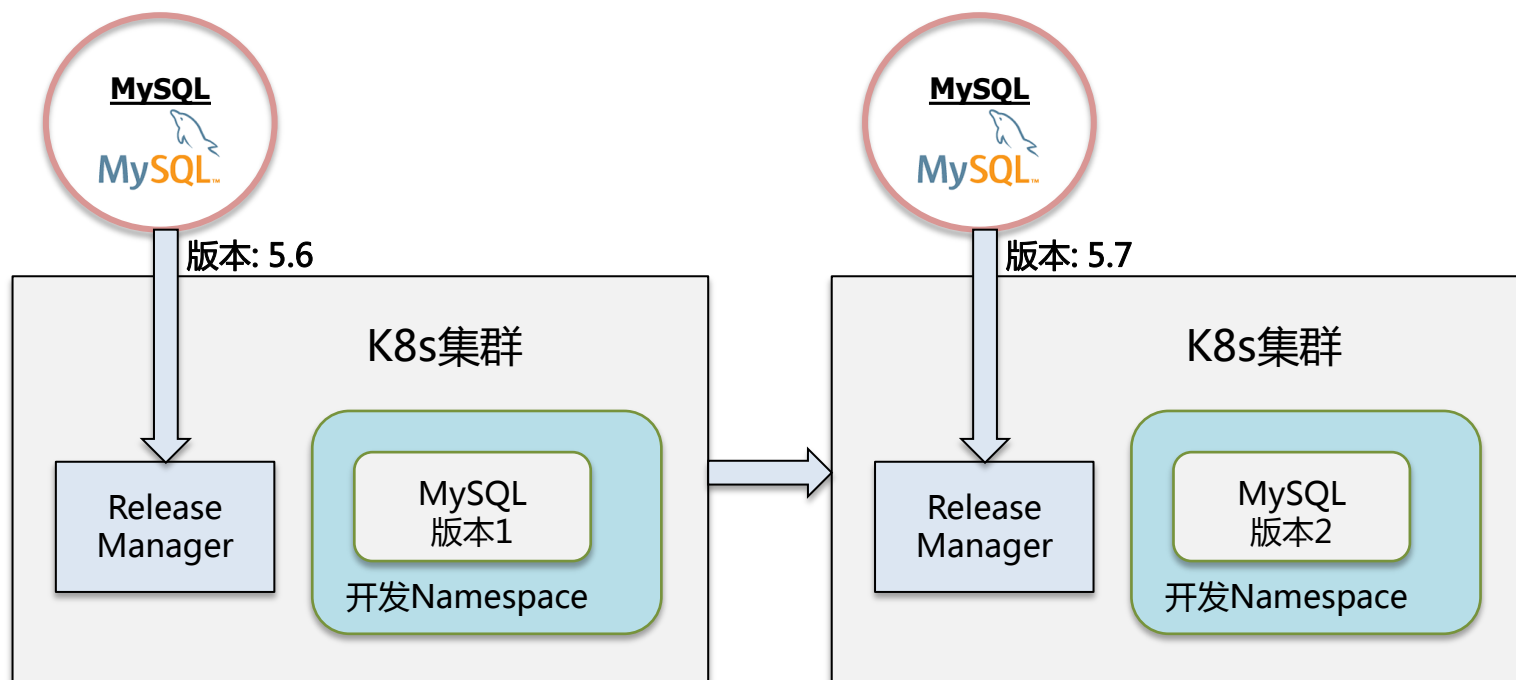 MySQL
MySQL™
版本: 5.6
K8s集群
Release
Manager
MySQL
版本1
开发Namespace
MySQL
MySQL™
版本: 5.7
K8s集群
Release
Manager
MySQL
版本2
开发Namespace